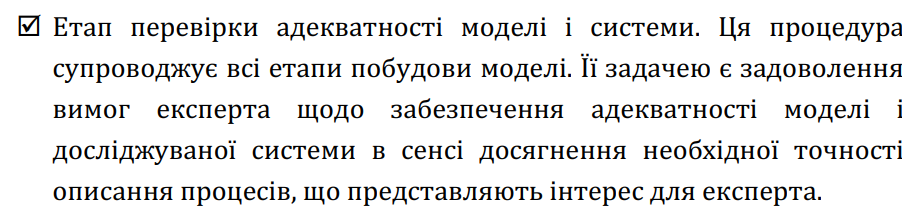 ☑ Етап перевірки адекватності моделі і системи. Ця процедура
супроводжує всі етапи побудови моделі. Її задачею є задоволення
вимог експерта щодо забезпечення адекватності моделі і
досліджуваної системи в сенсі досягнення необхідної точності
описання процесів, що представляють інтерес для експерта.